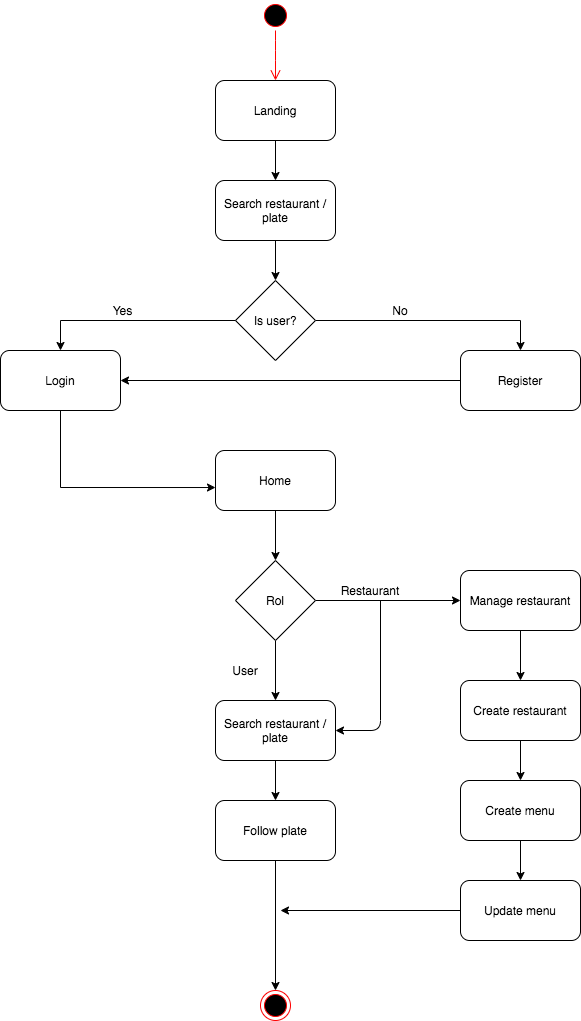 Landing
Search restaurant /
plate
Is user?
Yes
No
Login
Register
Home
Rol
Restaurant
Manage restaurant
User
Search restaurant /
plate
Create restaurant
Follow plate
Create menu
Update menu